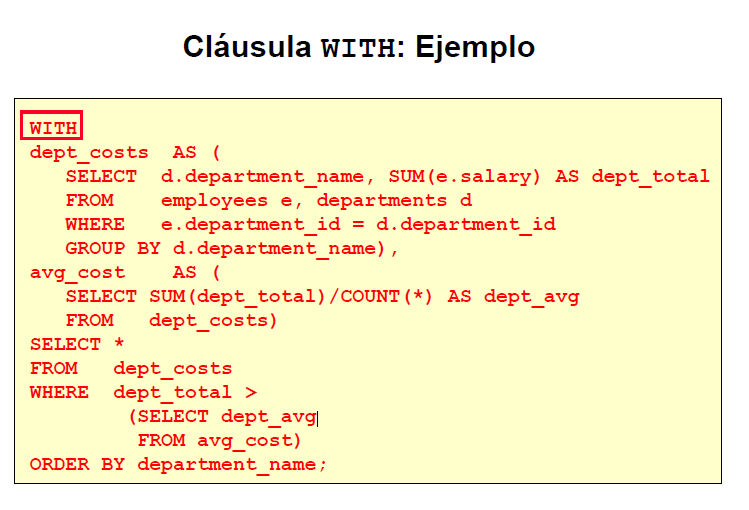 Cláusula WITH: Ejemplo
WITH
dept_costs  AS (
   SELECT  d.department_name, SUM(e.salary) AS dept_total
   FROM    employees e, departments d
   WHERE   e.department_id = d.department_id
   GROUP BY d.department_name),
avg_cost    AS (
   SELECT SUM(dept_total)/COUNT(*) AS dept_avg
   FROM   dept_costs)
SELECT *
FROM   dept_costs
WHERE  dept_total >
        (SELECT dept_avg
         FROM avg_cost)
ORDER BY department_name;